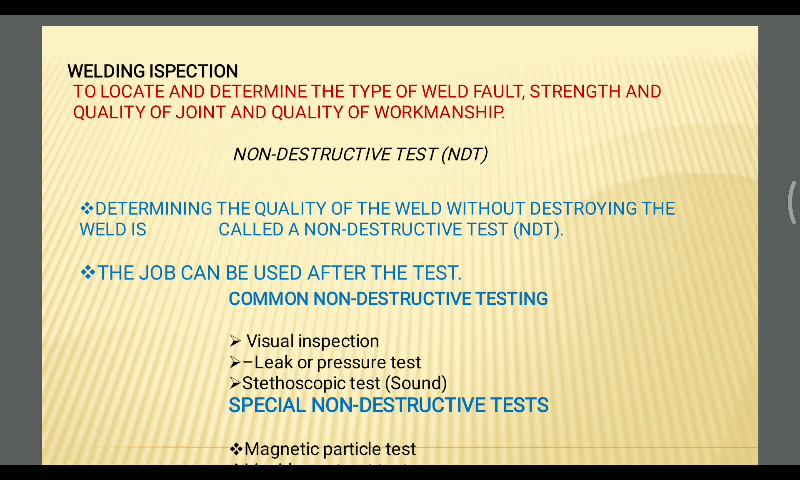 WELDING ISPECTION
TO LOCATE AND DETERMINE THE TYPE OF WELD FAULT, STRENGTH AND
QUALITY OF JOINT AND QUALITY OF WORKMANSHIP.
NON-DESTRUCTIVE TEST (NDT)
❖DETERMINING THE QUALITY OF THE WELD WITHOUT DESTROYING THE
WELD IS CALLED A NON-DESTRUCTIVE TEST (NDT).
❖THE JOB CAN BE USED AFTER THE TEST.
COMMON NON-DESTRUCTIVE TESTING
➢ Visual inspection
➢–Leak or pressure test
➢Stethoscopic test (Sound)
SPECIAL NON-DESTRUCTIVE TESTS
❖Magnetic particle test